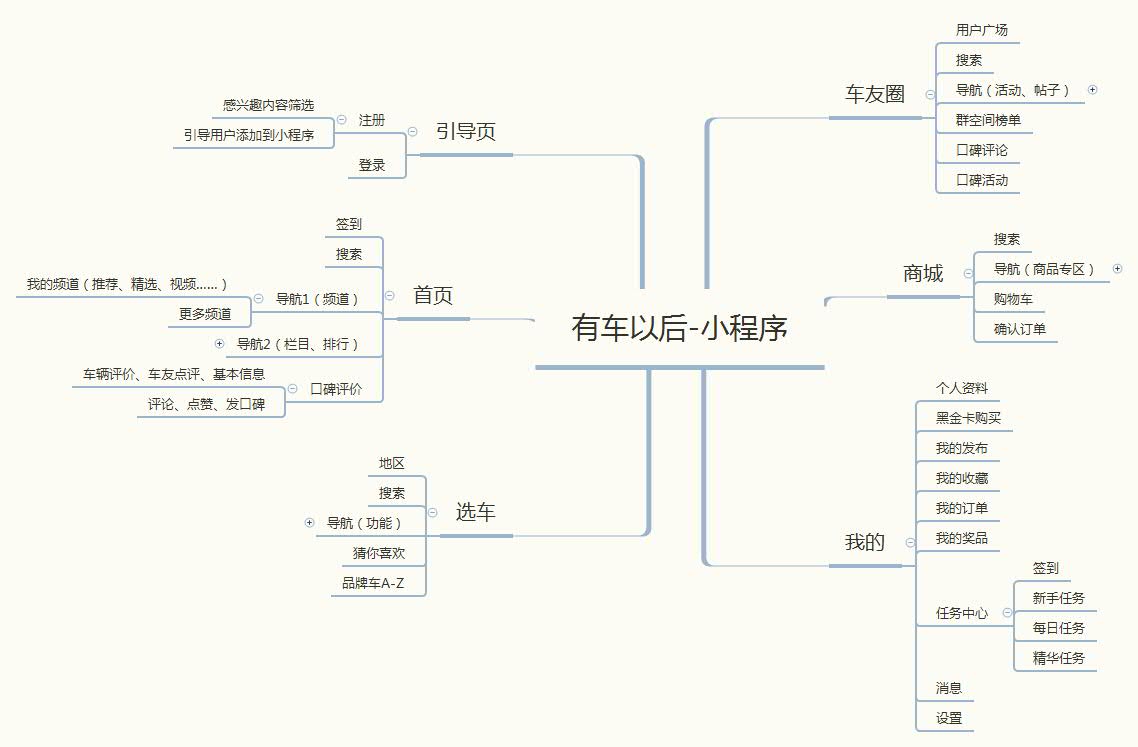 有车以后-小程序
引导页
注册
感兴趣内容筛选
引导用户添加到小程序
登录
首页
签到
搜索
导航1（频道）
我的频道（推荐、精选、视频......）
更多频道
导航2（栏目、排行）
口碑评价
车辆评价、车友点评、基本信息
评论、点赞、发口碑
选车
地区
搜索
导航（功能）
猜你喜欢
品牌车A-Z
车友圈
用户广场
搜索
导航（活动、帖子）
群空间榜单
口碑评论
口碑活动
商城
搜索
导航（商品专区）
购物车
确认订单
我的
个人资料
黑金卡购买
我的发布
我的收藏
我的订单
我的奖品
任务中心
签到
新手任务
每日任务
精华任务
消息
设置